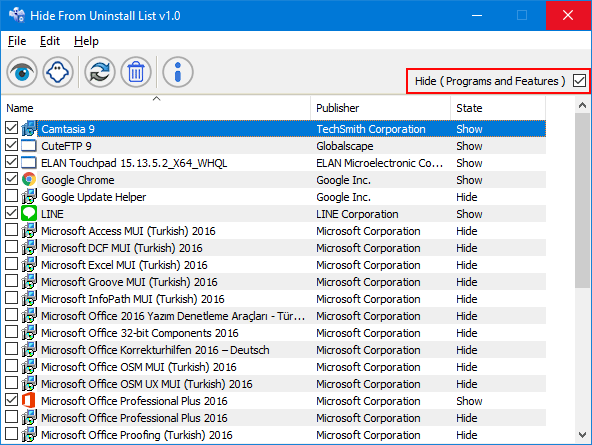 Hide From Uninstall List v1.0
File Edit Help
Hide ( Programs and Features )
Name Publisher State
Camtasia 9 TechSmith Corporation Show
CuteFTP 9 Globalscape Show
ELAN Touchpad 15.13.5.2_X64_WHQL ELAN Microelectronic Co... Show
Google Chrome Google Inc. Show
Google Update Helper Google Inc. Hide
LINE LINE Corporation Show
Microsoft Access MUI (Turkish) 2016 Microsoft Corporation Hide
Microsoft DCF MUI (Turkish) 2016 Microsoft Corporation Hide
Microsoft Excel MUI (Turkish) 2016 Microsoft Corporation Hide
Microsoft Groove MUI (Turkish) 2016 Microsoft Corporation Hide
Microsoft InfoPath MUI (Turkish) 2016 Microsoft Corporation Hide
Microsoft Office 2016 Yazım Denetleme Araçları - Tür... Microsoft Corporation Hide
Microsoft Office 32-bit Components 2016 Microsoft Corporation Hide
Microsoft Office Korrekturhilfen 2016 – Deutsch Microsoft Corporation Hide
Microsoft Office OSM MUI (Turkish) 2016 Microsoft Corporation Hide
Microsoft Office OSM UX MUI (Turkish) 2016 Microsoft Corporation Hide
Microsoft Office Professional Plus 2016 Microsoft Corporation Show
Microsoft Office Professional Plus 2016 Microsoft Corporation Hide
Microsoft Office Proofing (Turkish) 2016 Microsoft Corporation Hide